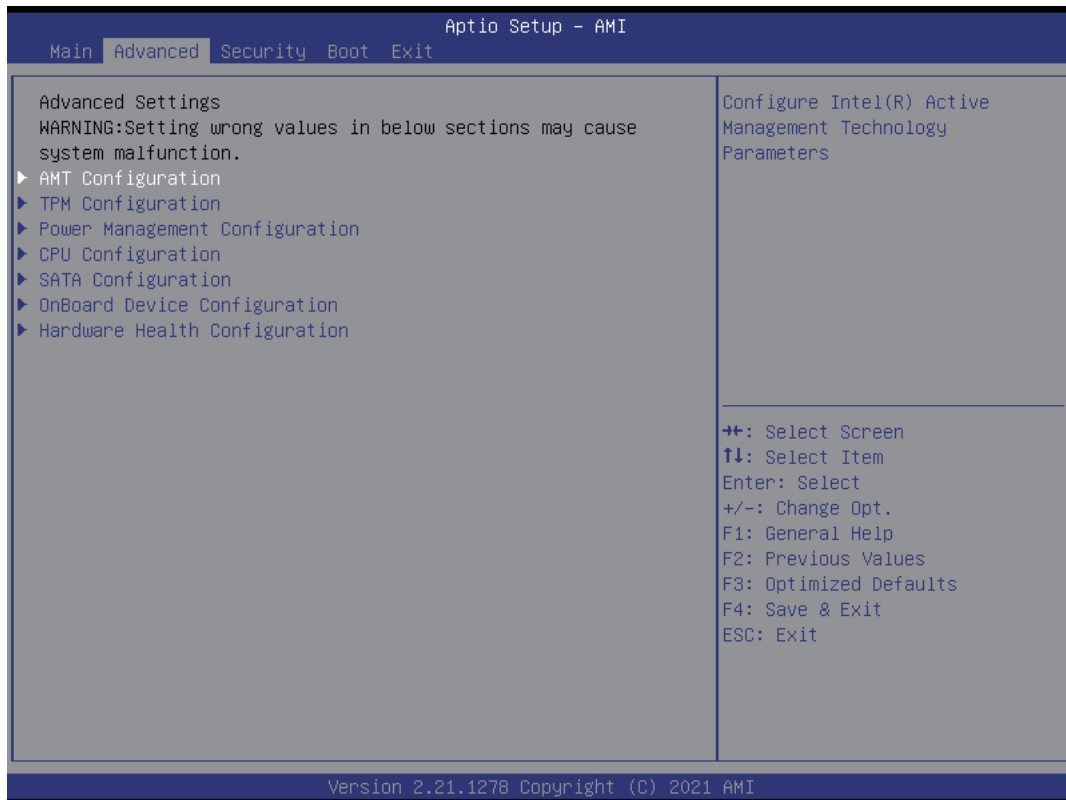 Aptio Setup – AMI
Main Advanced Security Boot Exit
Advanced Settings
WARNING:Setting wrong values in below sections may cause
system malfunction.
▶ AMT Configuration
▶ TPM Configuration
▶ Power Management Configuration
▶ CPU Configuration
▶ SATA Configuration
▶ OnBoard Device Configuration
▶ Hardware Health Configuration
Configure Intel(R) Active
Management Technology
Parameters
→←: Select Screen
↑↓: Select Item
Enter: Select
+/-: Change Opt.
F1: General Help
F2: Previous Values
F3: Optimized Defaults
F4: Save & Exit
ESC: Exit
Version 2.21.1278 Copyright (C) 2021 AMI